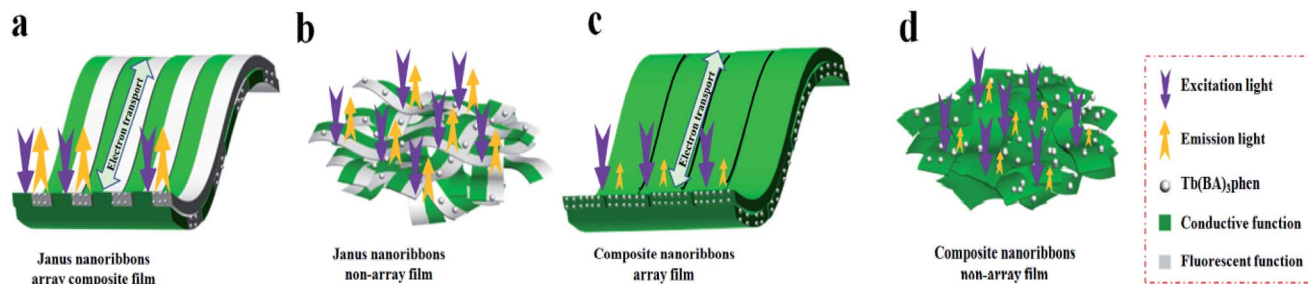 a
Electron transport
Janus nanoribbons
array composite film
b
Janus nanoribbons
non-array film
c
Electron transport
Composite nanoribbons
array film
d
Composite nanoribbons
non-array film
Excitation light
Emission light
Tb(BA)₃phen
Conductive function
Fluorescent function